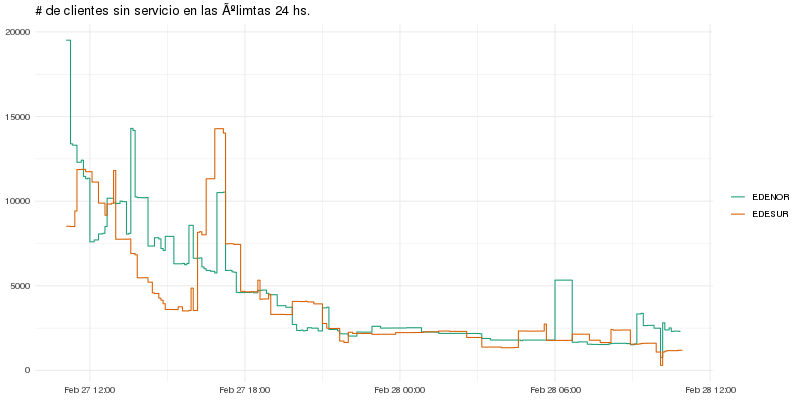 # de clientes sin servicio en las Ãºlimtas 24 hs.
20000
15000
10000
5000
0
Feb 27 12:00
Feb 27 18:00
Feb 28 00:00
Feb 28 06:00
Feb 28 12:00
EDENOR
EDESUR